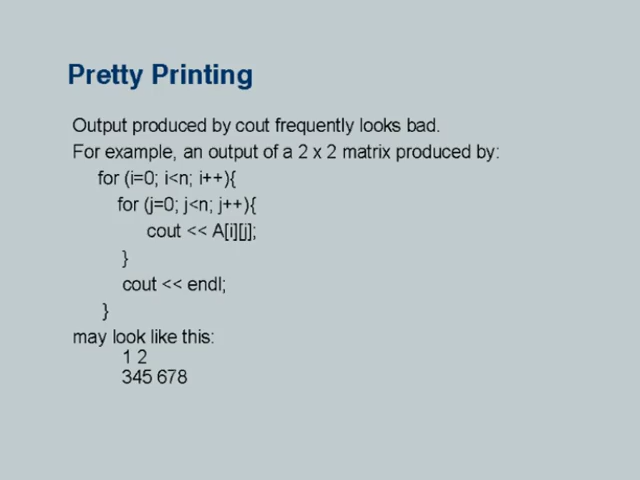 Pretty Printing
Output produced by cout frequently looks bad.
For example, an output of a 2 x 2 matrix produced by:
for (i=0; i<n; i++){
for (j=0; j<n; j++){
cout << A[i][j];
}
cout << endl;
}
may look like this:
1 2
345 678